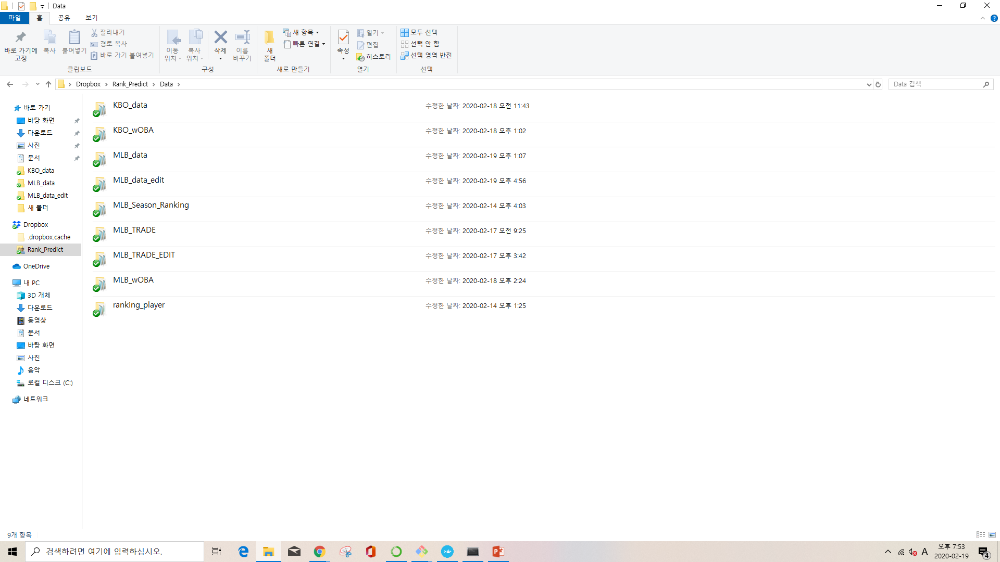 Data
파일 홈 공유 보기
바로 가기에 고정
복사
붙여넣기
잘라내기
경로 복사
바로 가기 붙여넣기
클립보드
이동 위치
복사 위치
삭제
이름 바꾸기
구성
새 폴더
새 항목
빠른 연결
새로 만들기
속성
열기
편집
히스토리
열기
모두 선택
선택 안 함
선택 영역 반전
선택
Dropbox Rank_Predict Data
Data 검색
바로 가기
바탕 화면
다운로드
사진
문서
KBO_data
MLB_data
MLB_data_edit
새 폴더
Dropbox
.dropbox.cache
Rank_Predict
OneDrive
내 PC
3D 개체
다운로드
동영상
문서
바탕 화면
사진
음악
로컬 디스크 (C:)
네트워크
KBO_data 수정한 날짜: 2020-02-18 오전 11:43
KBO_wOBA 수정한 날짜: 2020-02-18 오후 1:02
MLB_data 수정한 날짜: 2020-02-19 오후 1:07
MLB_data_edit 수정한 날짜: 2020-02-19 오후 4:56
MLB_Season_Ranking 수정한 날짜: 2020-02-14 오후 4:03
MLB_TRADE 수정한 날짜: 2020-02-17 오전 9:25
MLB_TRADE_EDIT 수정한 날짜: 2020-02-17 오후 3:42
MLB_wOBA 수정한 날짜: 2020-02-18 오후 2:24
ranking_player 수정한 날짜: 2020-02-14 오후 1:25
9개 항목
검색하려면 여기에 입력하십시오.
A
오후 7:53
2020-02-19
4